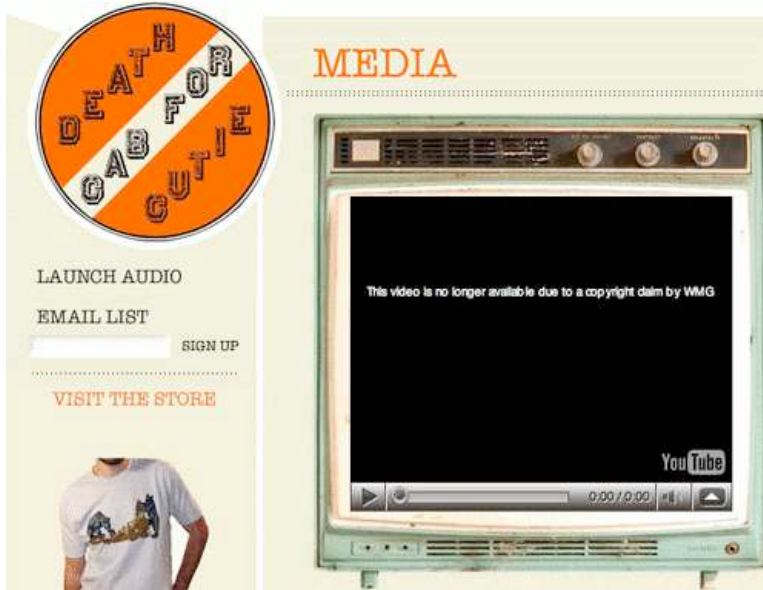 DEATH
CAB FOR
CUTIE
MEDIA
LAUNCH AUDIO
EMAIL LIST
SIGN UP
VISIT THE STORE
This video is no longer available due to a copyright claim by WMG
YouTube
0:00 / 0:00